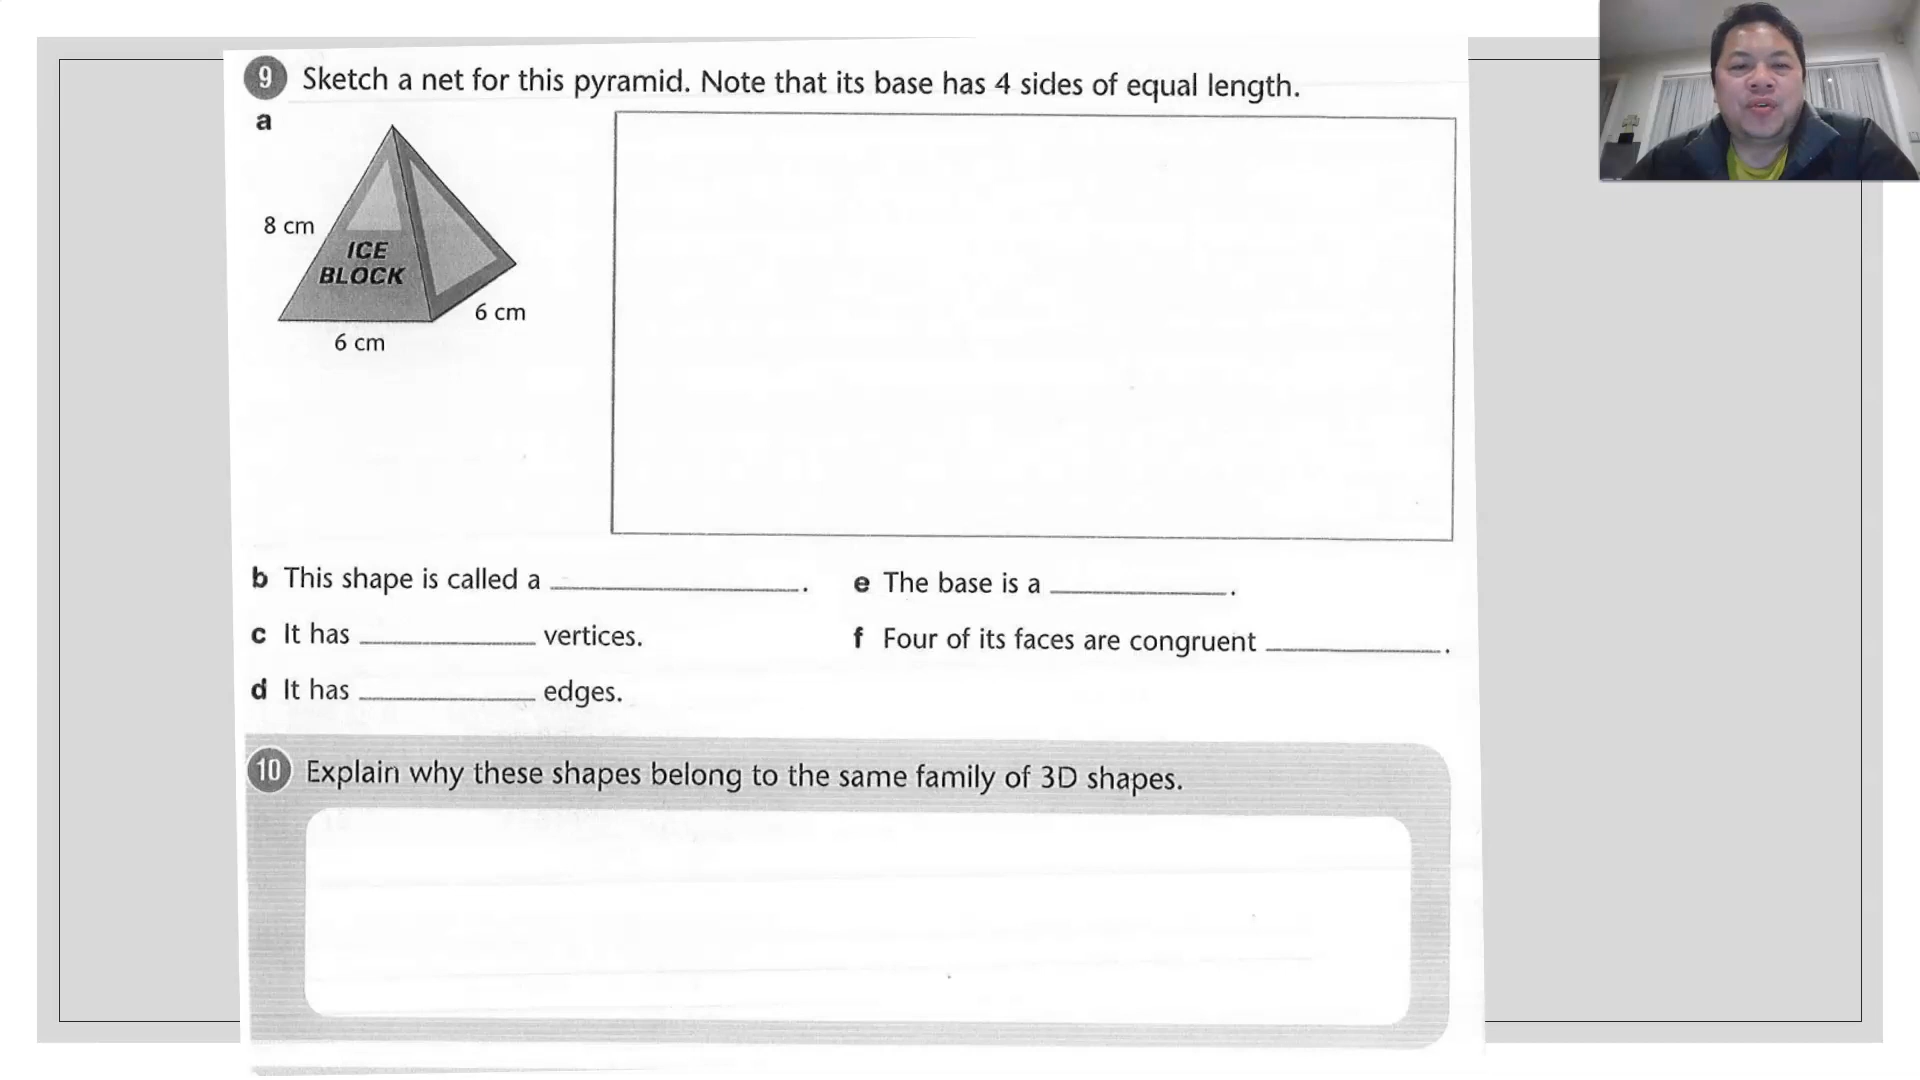 9 Sketch a net for this pyramid. Note that its base has 4 sides of equal length.
a
8 cm
ICE
BLOCK
6 cm
6 cm
b This shape is called a ____________.
e The base is a ____________.
c It has ____________ vertices.
f Four of its faces are congruent ____________.
d It has ____________ edges.
10 Explain why these shapes belong to the same family of 3D shapes.